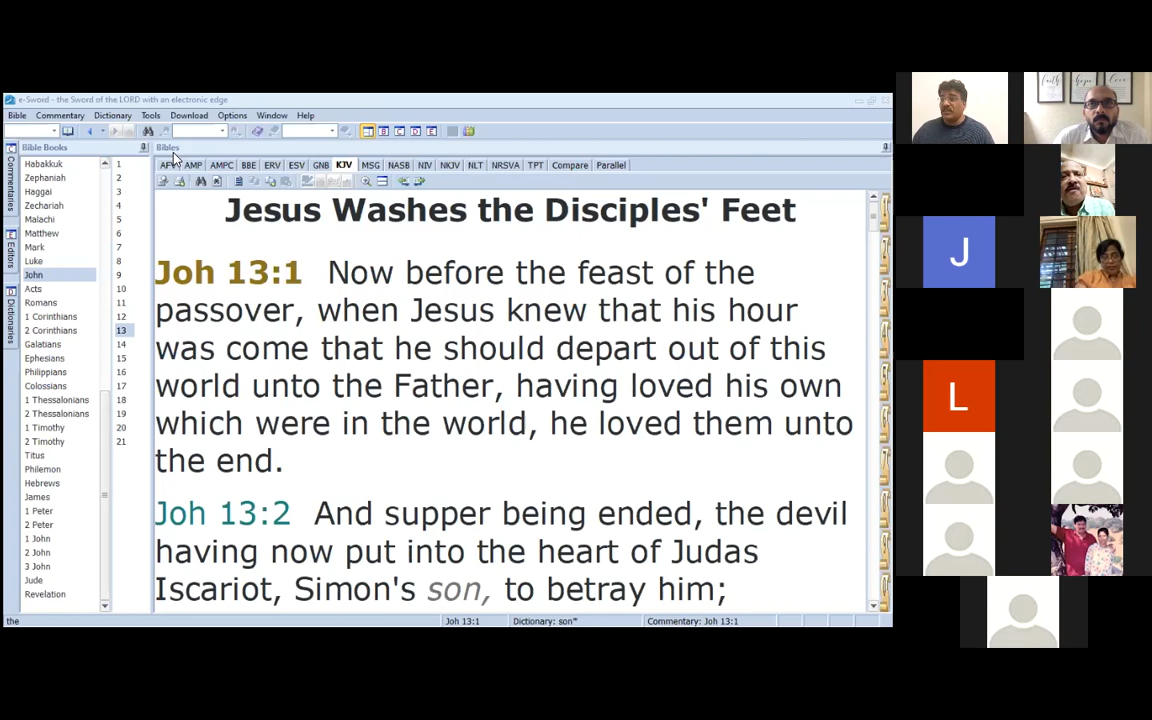 e-Sword - the Sword of the LORD with an electronic edge
Bible Commentary Dictionary Tools Download Options Window Help
B C D E
Bible Books
Bibles
AMP AMPC BBE ERV ESV GNB KJV MSG NASB NIV NKJV NLT NRSVA TPT Compare Parallel
Commentaries
Editors
Dictionaries
Habakkuk 1
Zephaniah 2
Haggai 3
Zechariah 4
Malachi 5
Matthew 6
Mark 7
Luke 8
John 9
Acts 10
Romans 11
1 Corinthians 12
2 Corinthians 13
Galatians 14
Ephesians 15
Philippians 16
Colossians 17
1 Thessalonians 18
2 Thessalonians 19
1 Timothy 20
2 Timothy 21
Titus
Philemon
Hebrews
James
1 Peter
2 Peter
1 John
2 John
3 John
Jude
Revelation
Jesus Washes the Disciples' Feet
Joh 13:1 Now before the feast of the
passover, when Jesus knew that his hour
was come that he should depart out of this
world unto the Father, having loved his own
which were in the world, he loved them unto
the end.
Joh 13:2 And supper being ended, the devil
having now put into the heart of Judas
Iscariot, Simon's son, to betray him;
the
Joh 13:1
Dictionary: son*
Commentary: Joh 13:1
faith hope love
J
L